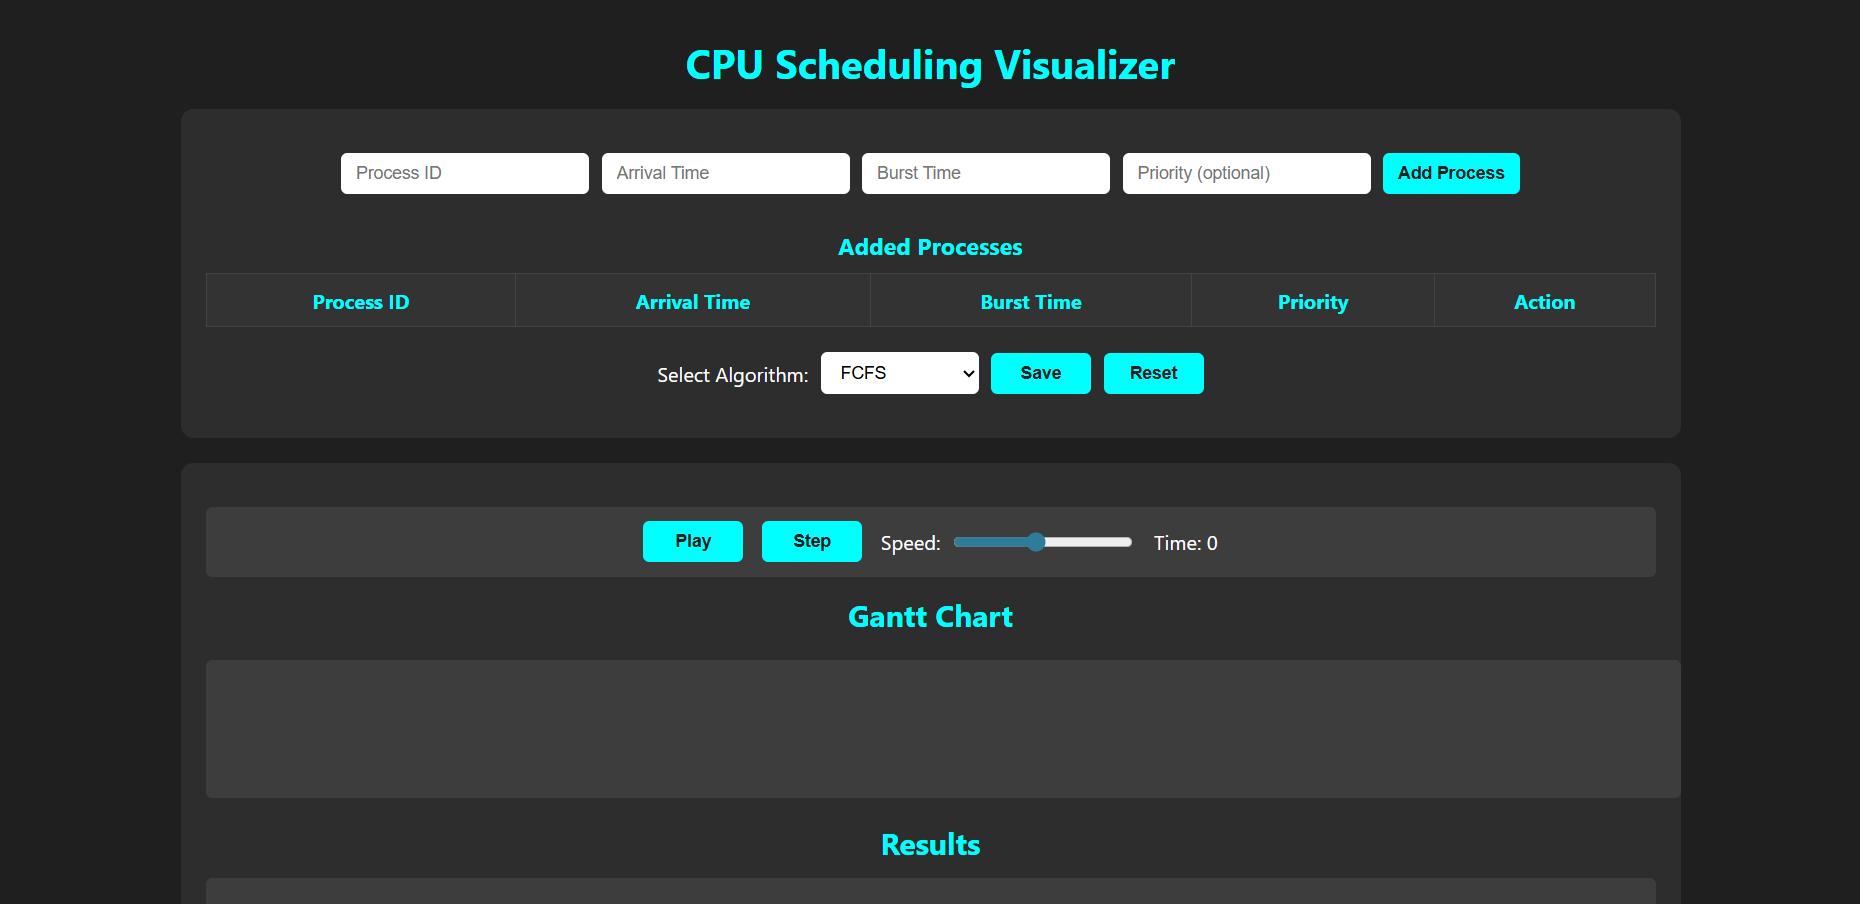 CPU Scheduling Visualizer
Process ID Arrival Time Burst Time Priority (optional) Add Process
Added Processes
Process ID Arrival Time Burst Time Priority Action
Select Algorithm: FCFS Save Reset
Play Step Speed: Time: 0
Gantt Chart
Results